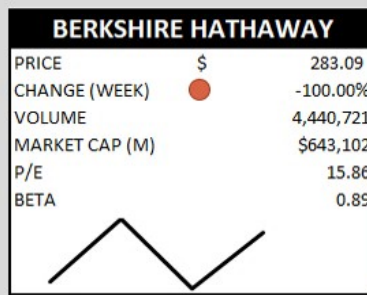 BERKSHIRE HATHAWAY
PRICE $ 283.09
CHANGE (WEEK) -100.00%
VOLUME 4,440,721
MARKET CAP (M) $643,102
P/E 15.86
BETA 0.89